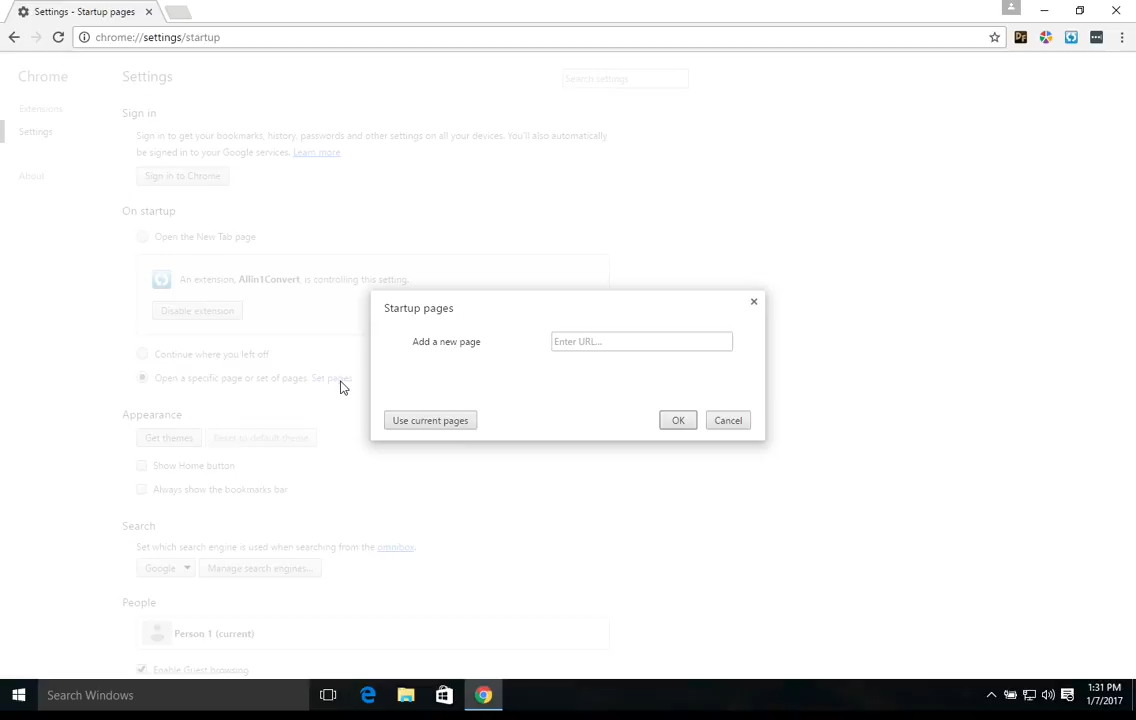 Settings - Startup pages
chrome://settings/startup
Chrome
Settings
Search settings
Extensions
Settings
About
Sign in
Sign in to get your bookmarks, history, passwords and other settings on all your devices. You'll also automatically
be signed in to your Google services. Learn more
Sign in to Chrome
On startup
Open the New Tab page
An extension, Allin1Convert, is controlling this setting.
Disable extension
Startup pages
Add a new page
Enter URL...
Continue where you left off
Open a specific page or set of pages. Set pages
Use current pages
OK
Cancel
Appearance
Get themes
Reset to default theme
Show Home button
Always show the bookmarks bar
Search
Set which search engine is used when searching from the omnibox.
Google
Manage search engines...
People
Person 1 (current)
Enable Guest browsing
Search Windows
1:31 PM
1/7/2017